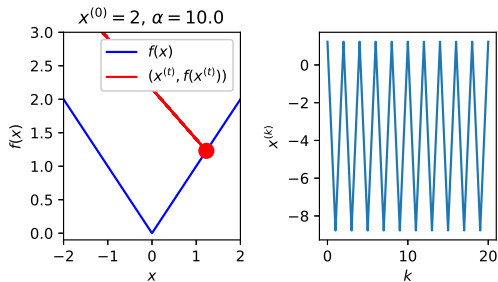 x^(0) = 2, α = 10.0
f(x)
(x^(t), f(x^(t)))
3.0
2.5
2.0
1.5
1.0
0.5
0.0
f(x)
−2 −1 0 1 2
x
0
−2
−4
−6
−8
x^(k)
0 10 20
k